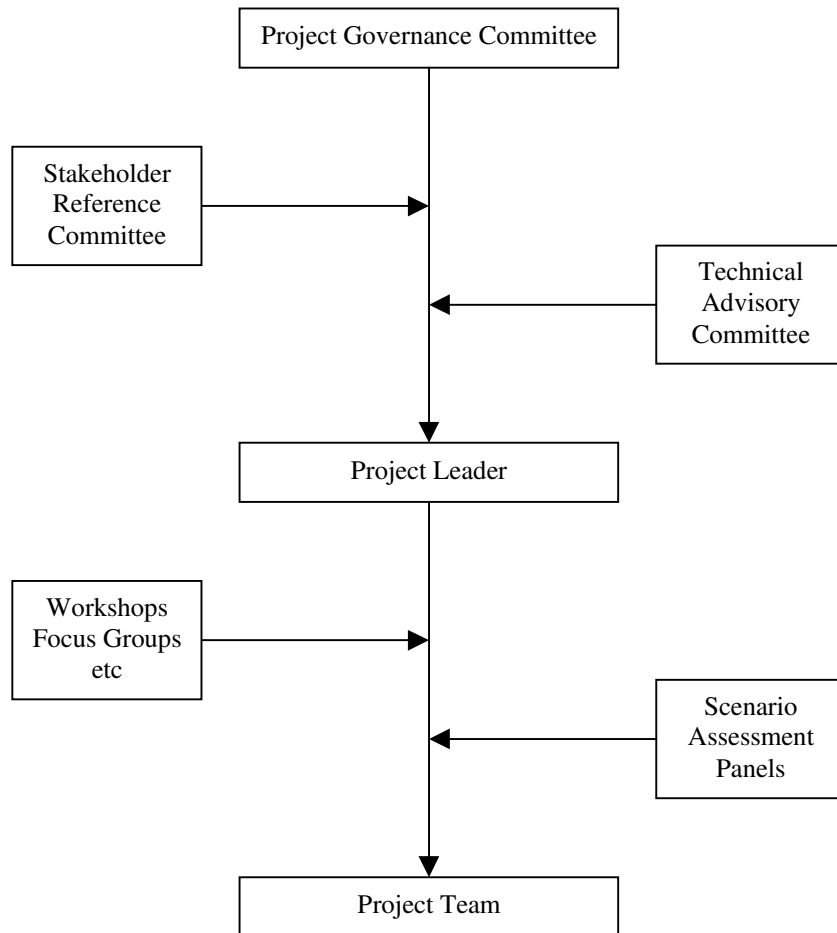 Project Governance Committee
Stakeholder
Reference
Committee
Technical
Advisory
Committee
Project Leader
Workshops
Focus Groups
etc
Scenario
Assessment
Panels
Project Team